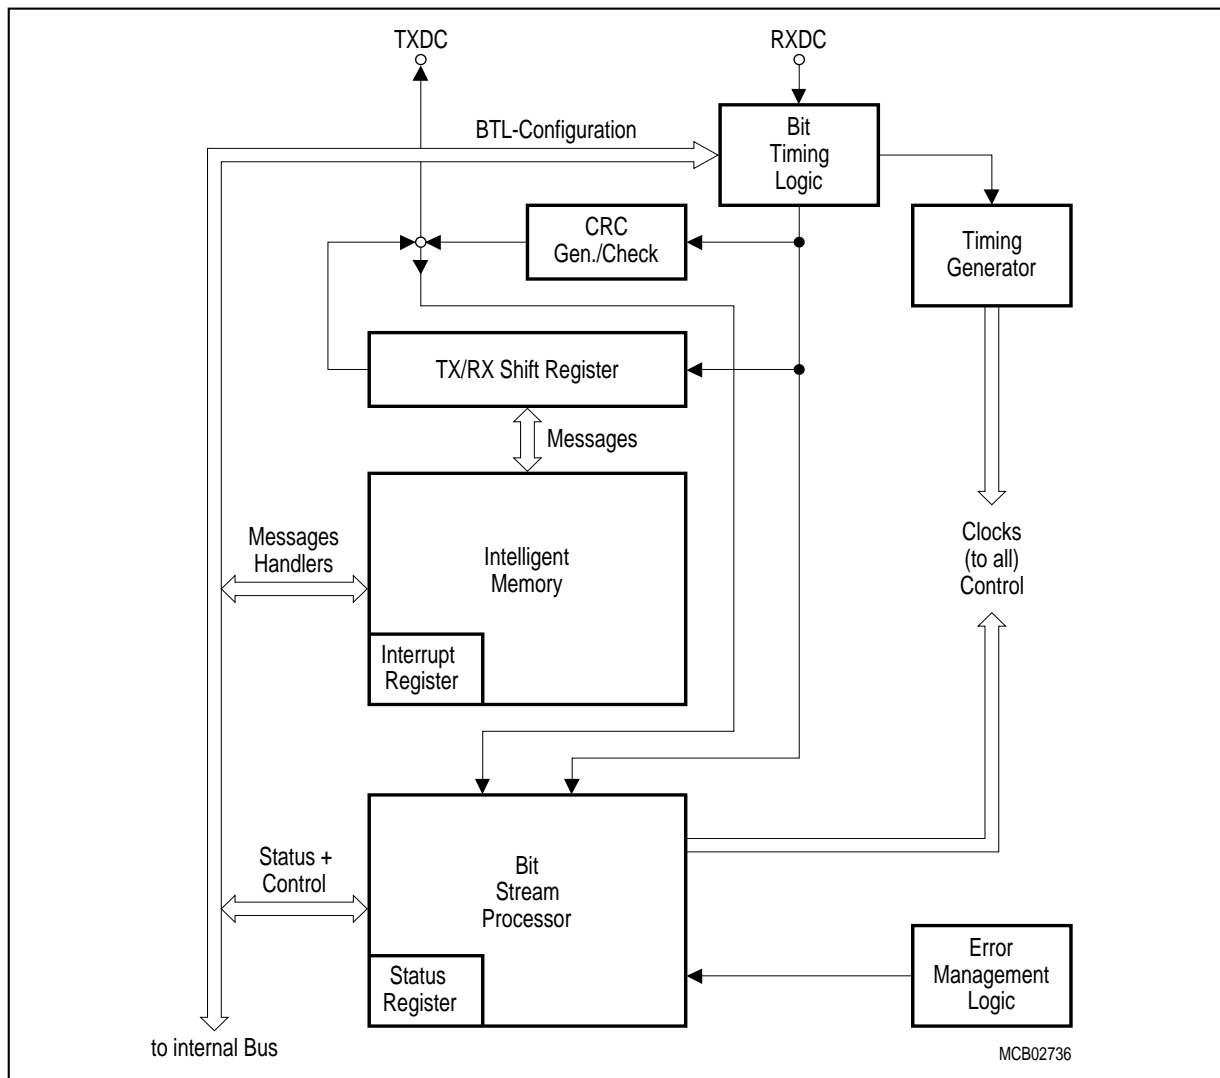 TXDC
RXDC
BTL-Configuration
Bit
Timing
Logic
CRC
Gen./Check
Timing
Generator
TX/RX Shift Register
Messages
Messages
Handlers
Intelligent
Memory
Clocks
(to all)
Control
Interrupt
Register
Status +
Control
Bit
Stream
Processor
Status
Register
Error
Management
Logic
to internal Bus
MCB02736